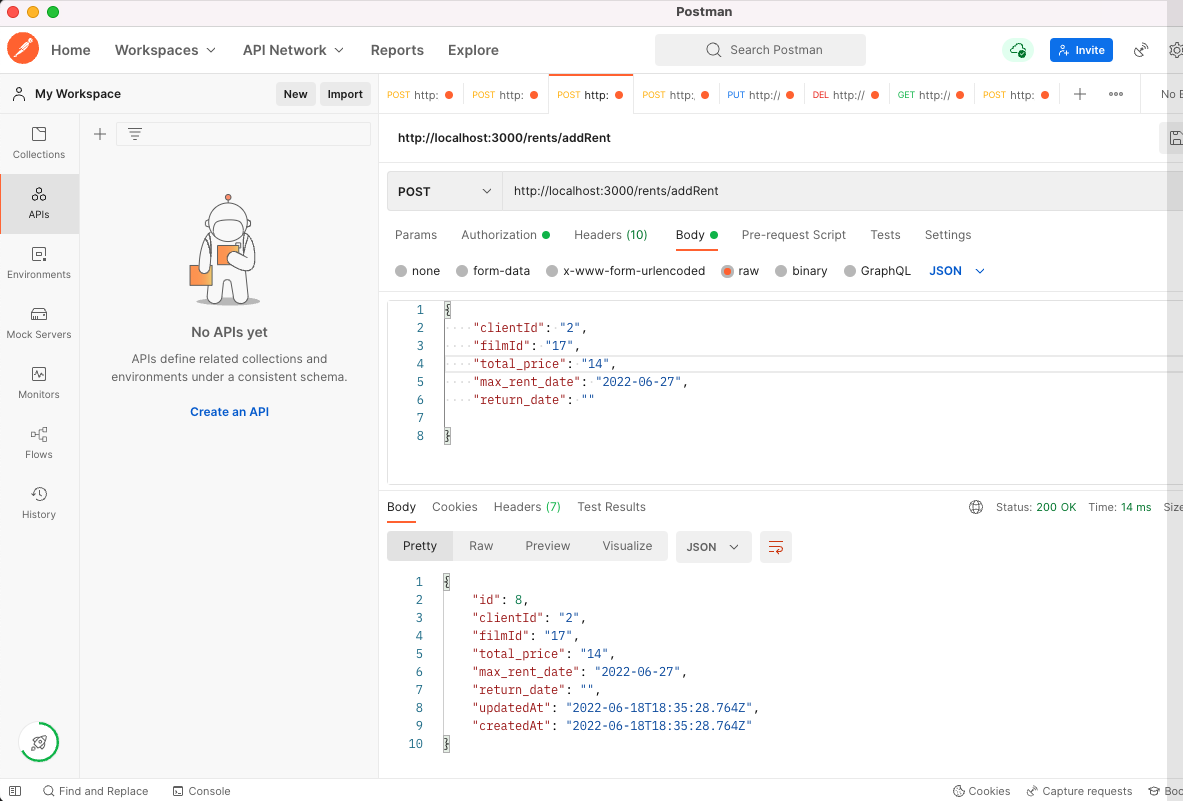 Postman
Home Workspaces API Network Reports Explore Search Postman Invite
My Workspace New Import POST http: POST http: POST http: POST http: PUT http:// DEL http:// GET http:// POST http: No E
http://localhost:3000/rents/addRent
Collections
APIs
Environments
Mock Servers
Monitors
Flows
History
No APIs yet
APIs define related collections and
environments under a consistent schema.
Create an API
POST http://localhost:3000/rents/addRent
Params Authorization Headers (10) Body Pre-request Script Tests Settings
none form-data x-www-form-urlencoded raw binary GraphQL JSON
1 {
2 "clientId": "2",
3 "filmId": "17",
4 "total_price": "14",
5 "max_rent_date": "2022-06-27",
6 "return_date": ""
7
8 }
Body Cookies Headers (7) Test Results Status: 200 OK Time: 14 ms Size
Pretty Raw Preview Visualize JSON
1 {
2 "id": 8,
3 "clientId": "2",
4 "filmId": "17",
5 "total_price": "14",
6 "max_rent_date": "2022-06-27",
7 "return_date": "",
8 "updatedAt": "2022-06-18T18:35:28.764Z",
9 "createdAt": "2022-06-18T18:35:28.764Z"
10 }
Find and Replace Console Cookies Capture requests Boo